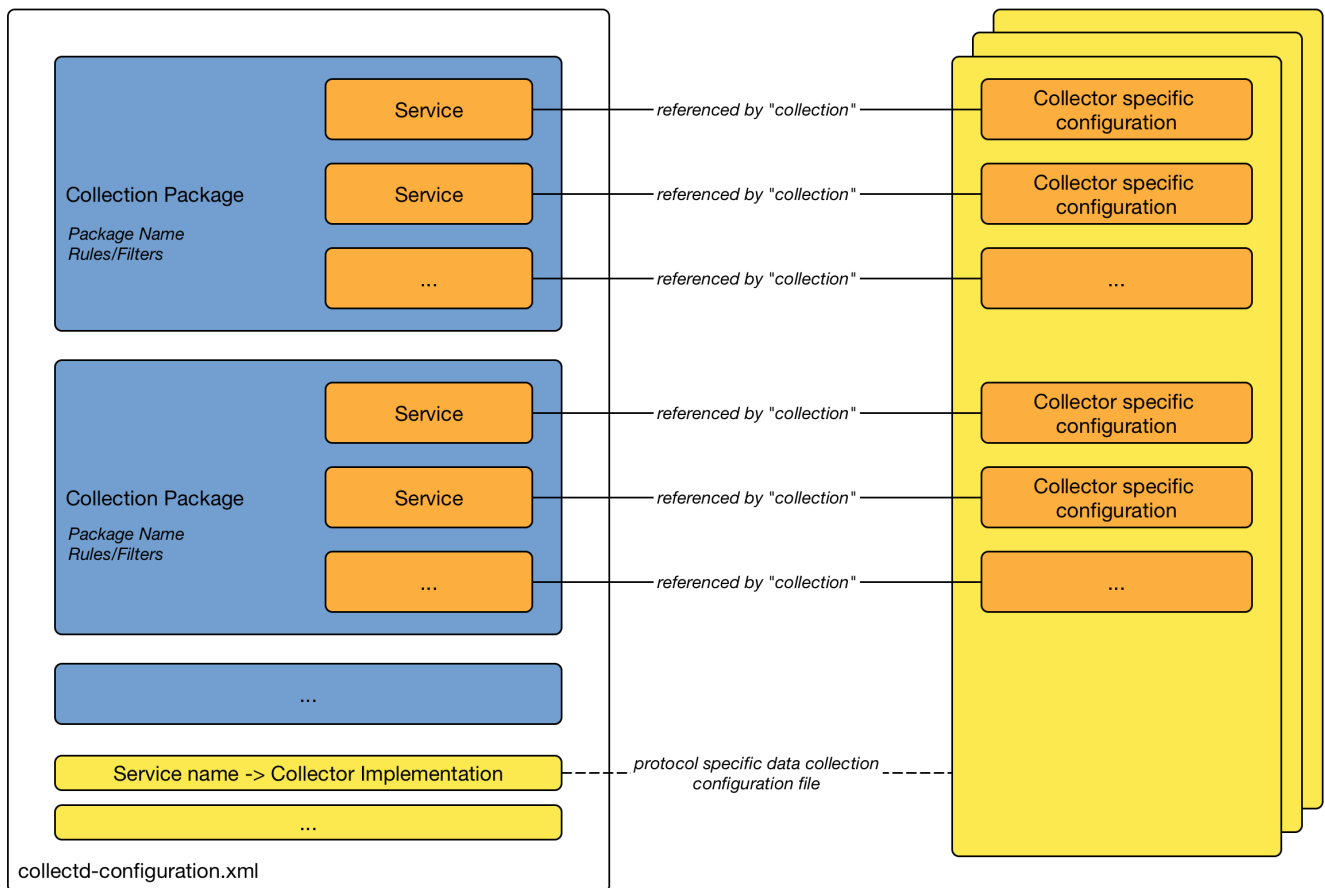 Service
referenced by "collection"
Collector specific
configuration
Collection Package
Package Name
Rules/Filters
Service
referenced by "collection"
Collector specific
configuration
...
referenced by "collection"
...
Service
referenced by "collection"
Collector specific
configuration
Collection Package
Package Name
Rules/Filters
Service
referenced by "collection"
Collector specific
configuration
...
referenced by "collection"
...
...
Service name -> Collector Implementation
protocol specific data collection
configuration file
...
collectd-configuration.xml